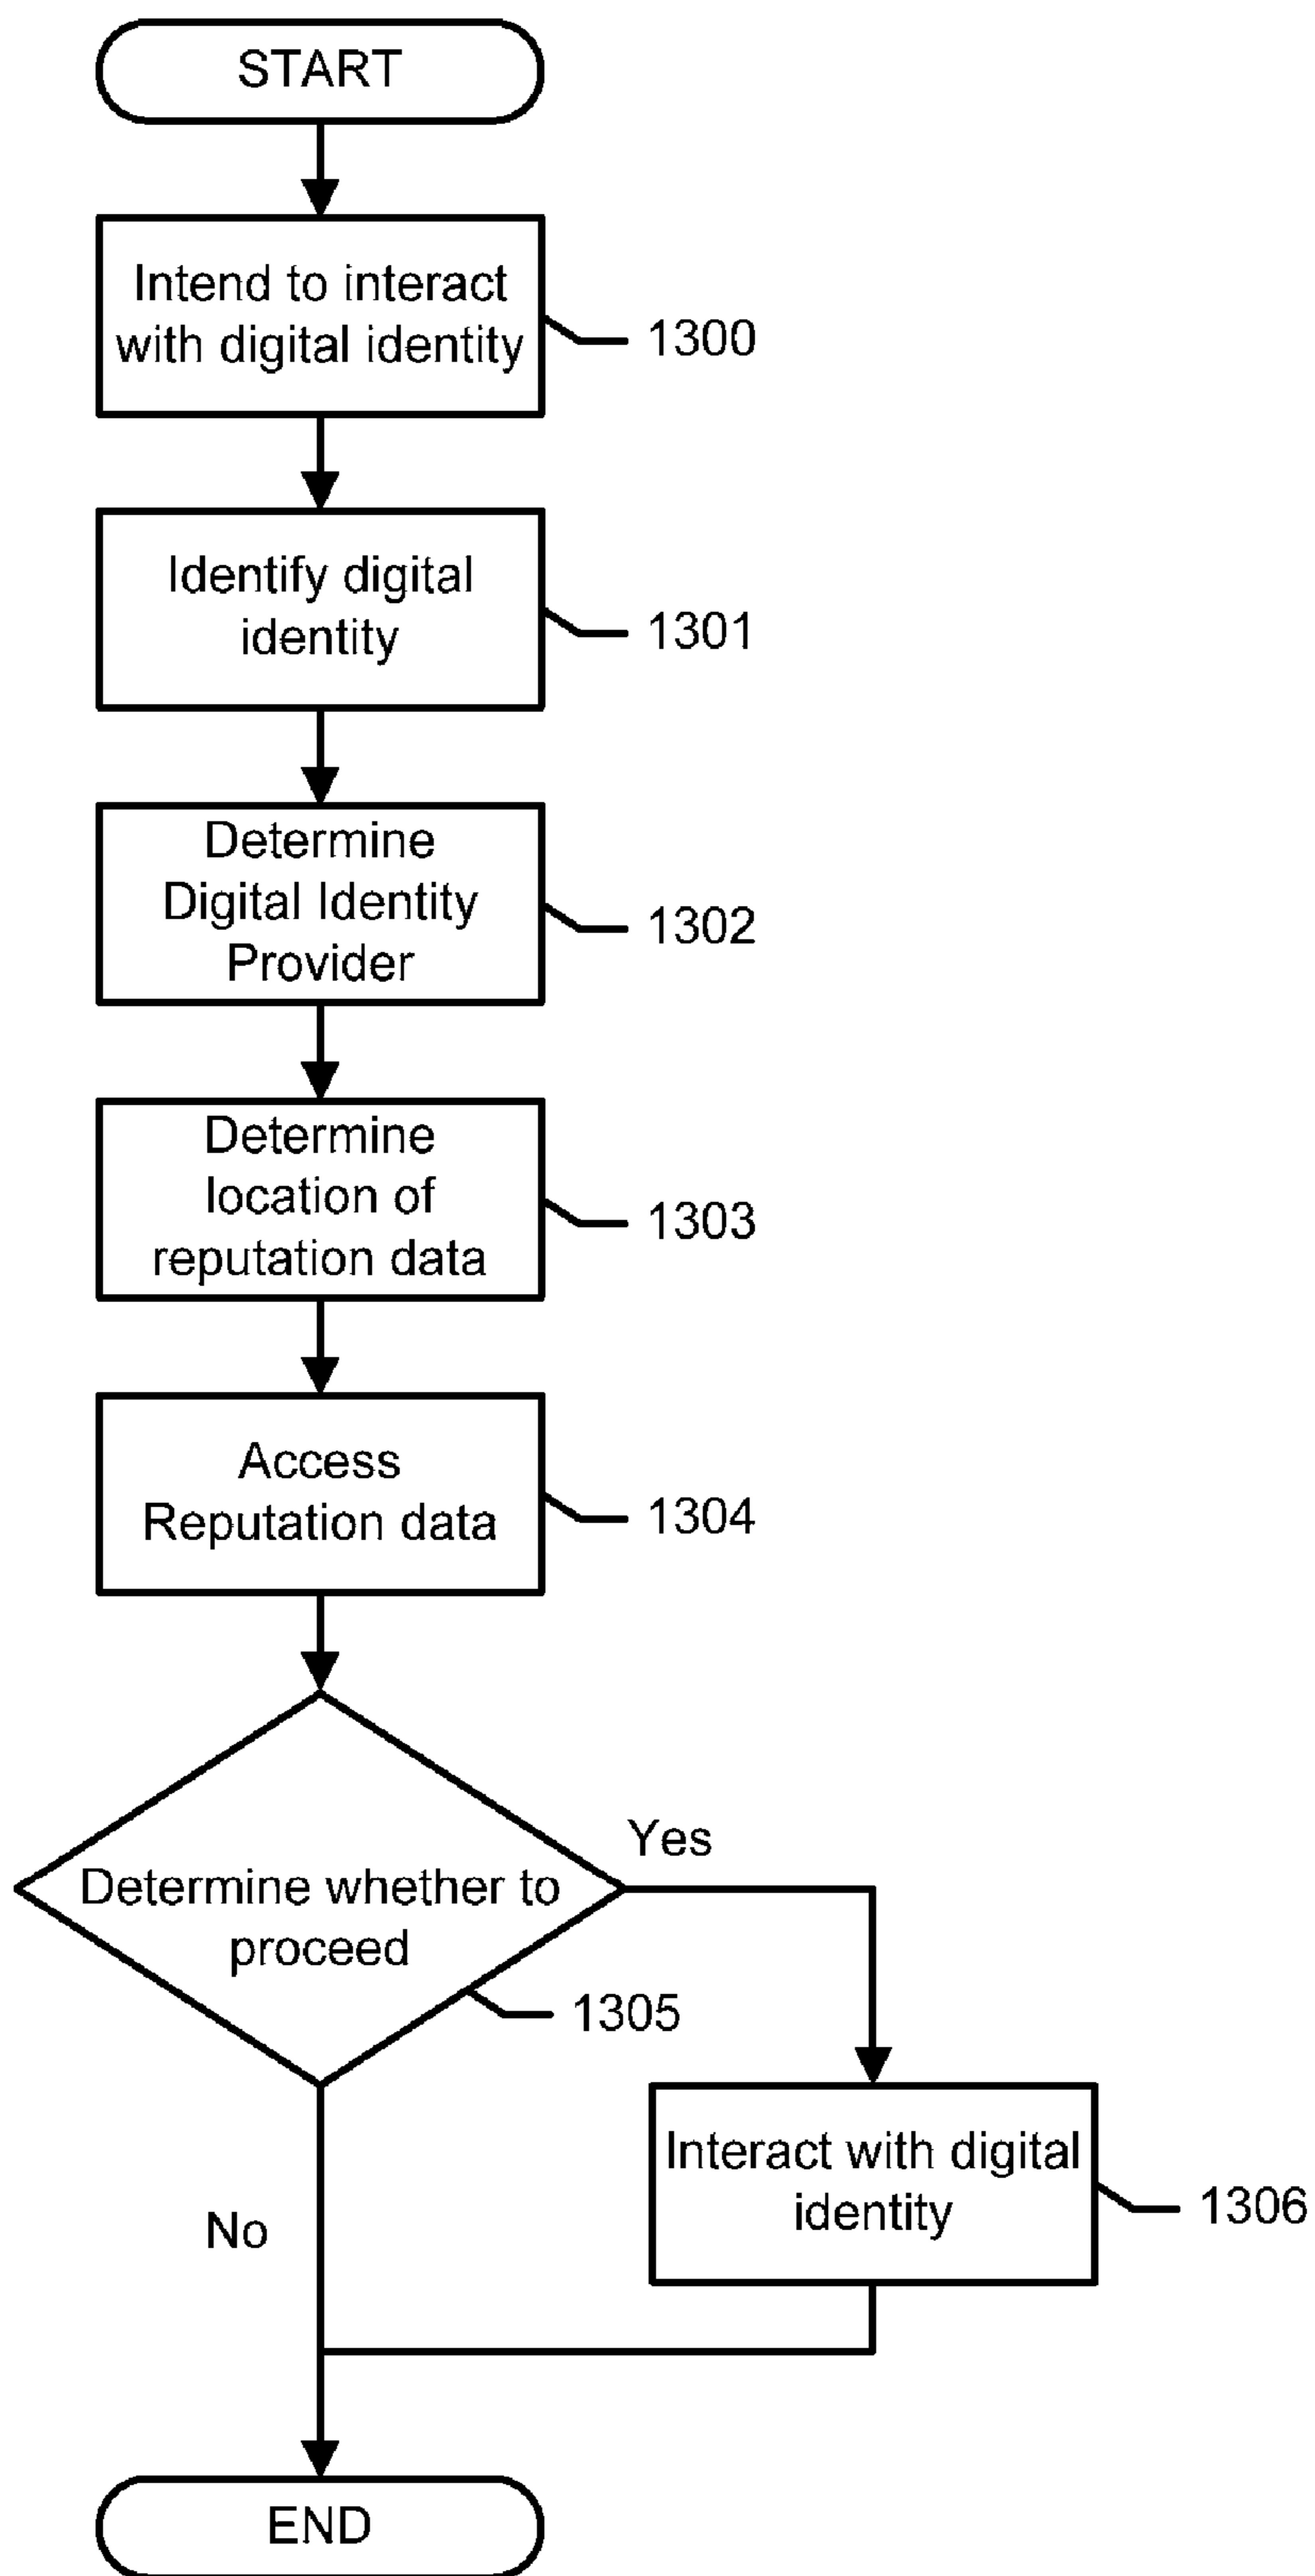 START
Intend to interact
with digital identity
1300
Identify digital
identity
1301
Determine
Digital Identity
Provider
1302
Determine
location of
reputation data
1303
Access
Reputation data
1304
Yes
Determine whether to
proceed
1305
Interact with digital
identity
1306
No
END